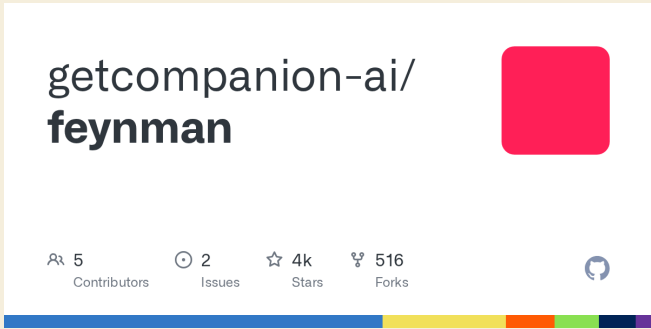 getcompanion-ai/
feynman
5
Contributors
2
Issues
4k
Stars
516
Forks